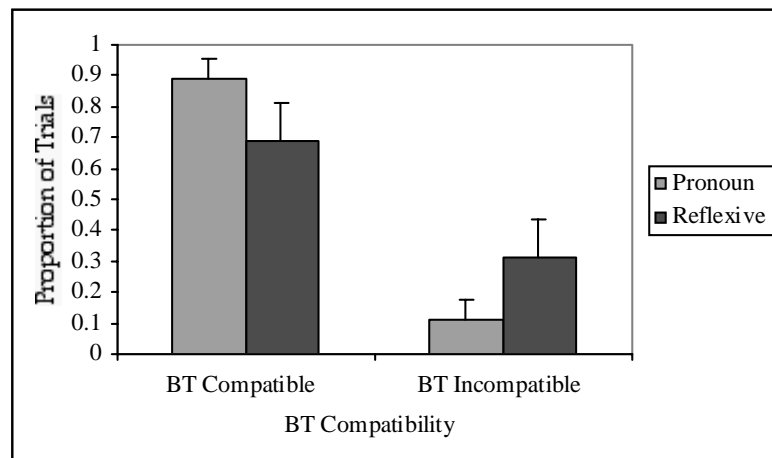 Proportion of Trials
1
0.9
0.8
0.7
0.6
0.5
0.4
0.3
0.2
0.1
0
BT Compatible
BT Incompatible
BT Compatibility
Pronoun
Reflexive